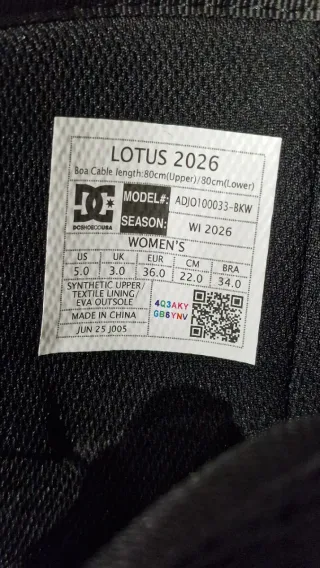 LOTUS 2026
Boa Cable length:80cm(Upper)/80cm(Lower)
DC
DCSHOECOUSA
MODEL#: ADJO100033-BKW
SEASON: WI 2026
WOMEN'S
US UK EUR CM BRA
5.0 3.0 36.0 22.0 34.0
SYNTHETIC UPPER/
TEXTILE LINING/
EVA OUTSOLE
MADE IN CHINA
JUN 25 J005
4Q3AKY
GB6YNV